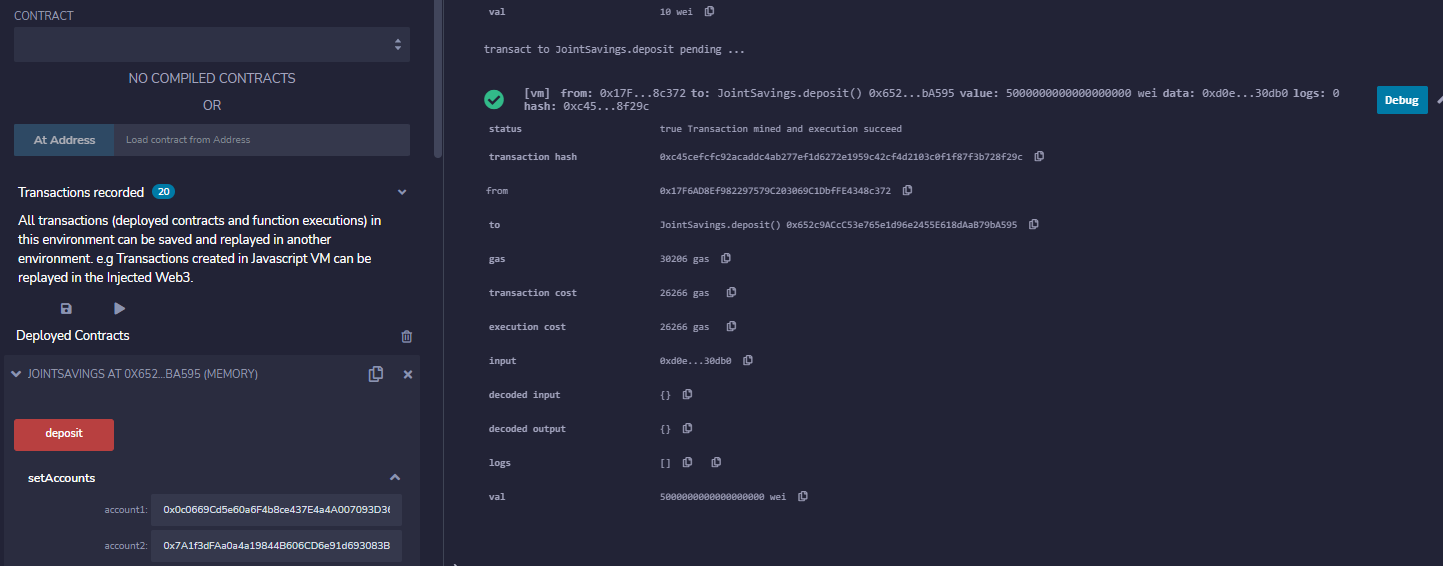 CONTRACT
NO COMPILED CONTRACTS
OR
At Address
Load contract from Address
Transactions recorded 20
All transactions (deployed contracts and function executions) in
this environment can be saved and replayed in another
environment. e.g Transactions created in Javascript VM can be
replayed in the Injected Web3.
Deployed Contracts
JOINTSAVINGS AT 0X652...BA595 (MEMORY)
deposit
setAccounts
account1: 0x0c0669Cd5e60a6F4b8ce437E4a4A007093D36
account2: 0x7A1f3dFAa0a4a19844B606CD6e91d693083B
val 10 wei
transact to JointSavings.deposit pending ...
[vm] from: 0x17F...8c372 to: JointSavings.deposit() 0x652...bA595 value: 5000000000000000000 wei data: 0xd0e...30db0 logs: 0
hash: 0xc45...8f29c
Debug
status true Transaction mined and execution succeed
transaction hash 0xc45cefcfc92acaddc4ab277ef1d6272e1959c42cf4d2103c0f1f87f3b728f29c
from 0x17F6AD8Ef982297579C203069C1DbfFE4348c372
to JointSavings.deposit() 0x652c9ACcC53e765e1d96e2455E618dAaB79bA595
gas 30206 gas
transaction cost 26266 gas
execution cost 26266 gas
input 0xd0e...30db0
decoded input {}
decoded output {}
logs []
val 5000000000000000000 wei